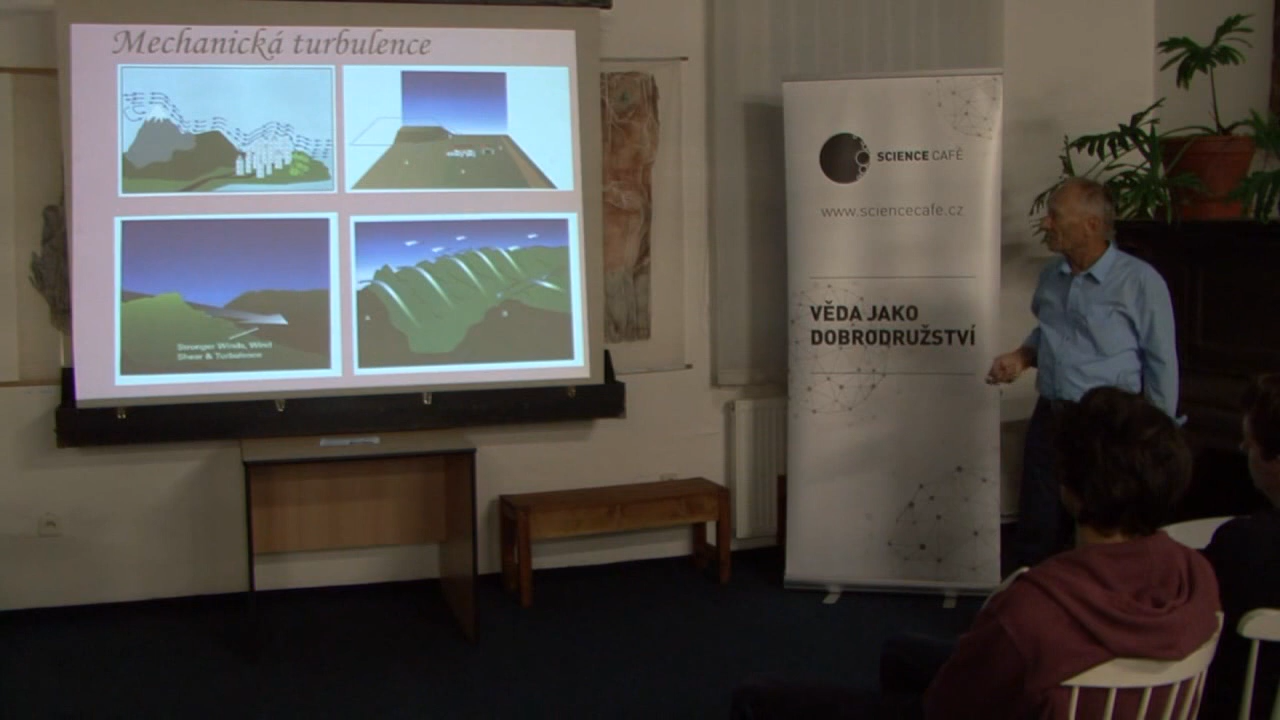 Mechanická turbulence
Stronger Winds, Wind
Shear & Turbulence
SCIENCE CAFÉ
www.sciencecafe.cz
VĚDA JAKO
DOBRODRUŽSTVÍ